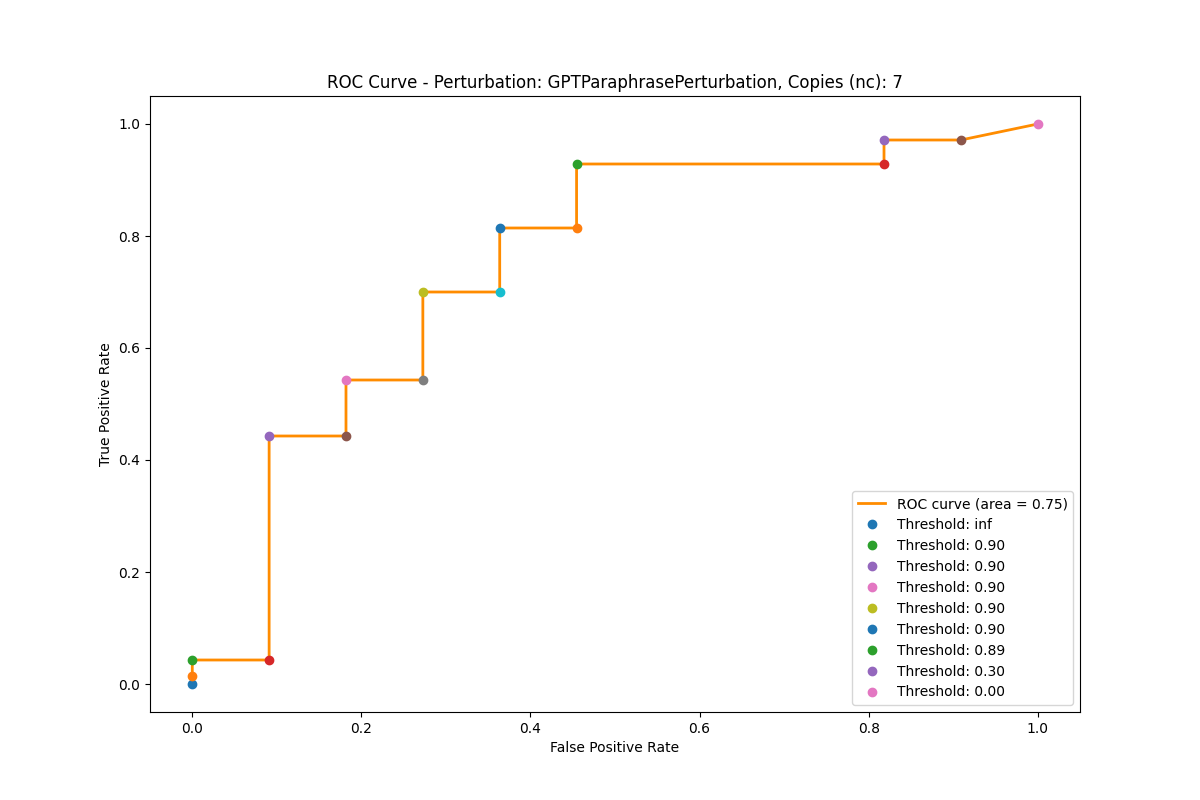 ROC Curve - Perturbation: GPTParaphrasePerturbation, Copies (nc): 7
True Positive Rate
1.0
0.8
0.6
0.4
0.2
0.0
0.0 0.2 0.4 0.6 0.8 1.0
False Positive Rate
ROC curve (area = 0.75)
Threshold: inf
Threshold: 0.90
Threshold: 0.90
Threshold: 0.90
Threshold: 0.90
Threshold: 0.90
Threshold: 0.89
Threshold: 0.30
Threshold: 0.00